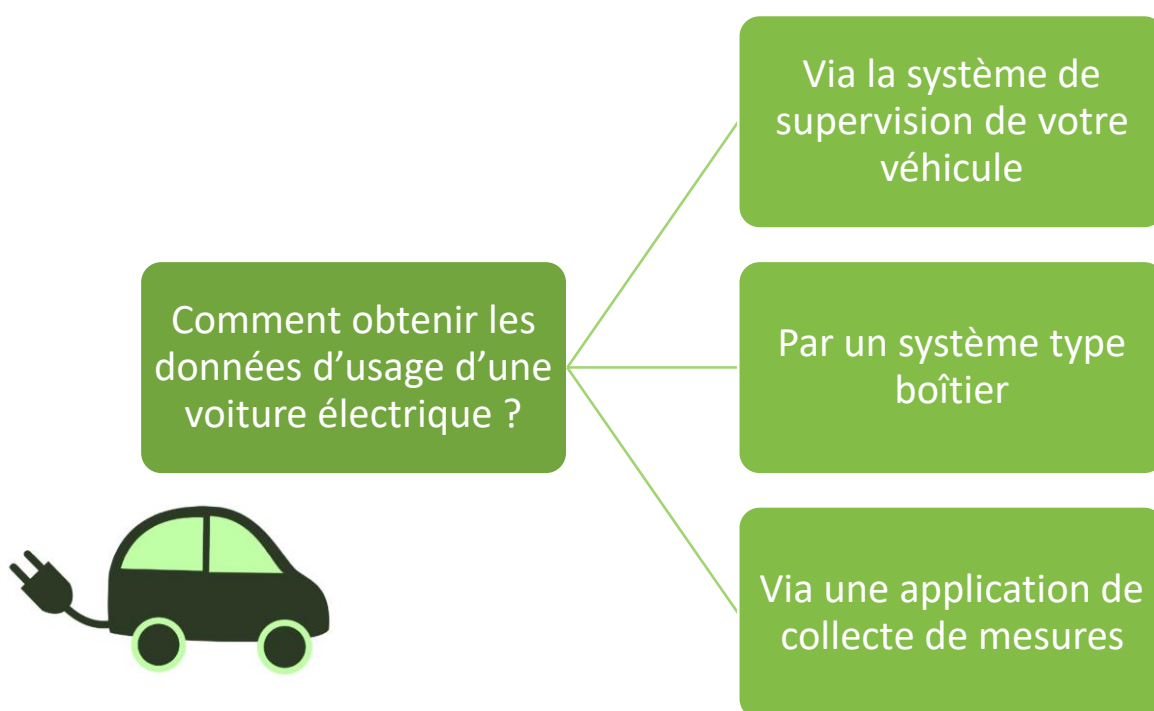 Via la système de
supervision de votre
véhicule
Comment obtenir les
données d’usage d’une
voiture électrique ?
Par un système type
boîtier
Via une application de
collecte de mesures